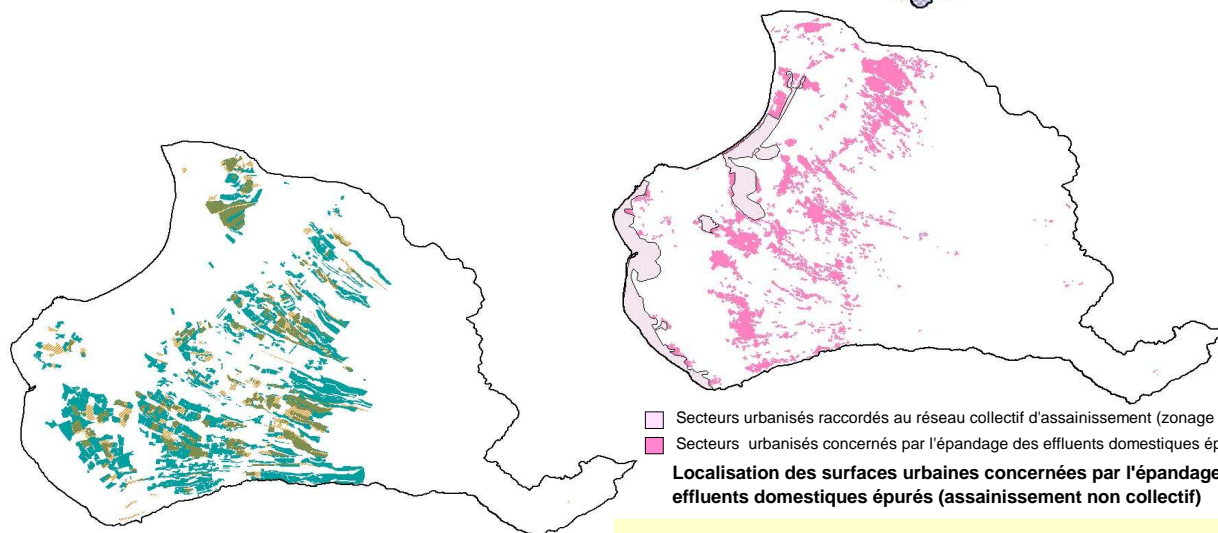 Secteurs urbanisés raccordés au réseau collectif d'assainissement (zonage
Secteurs urbanisés concernés par l'épandage des effluents domestiques ép
Localisation des surfaces urbaines concernées par l'épandage
effluents domestiques épurés (assainissement non collectif)